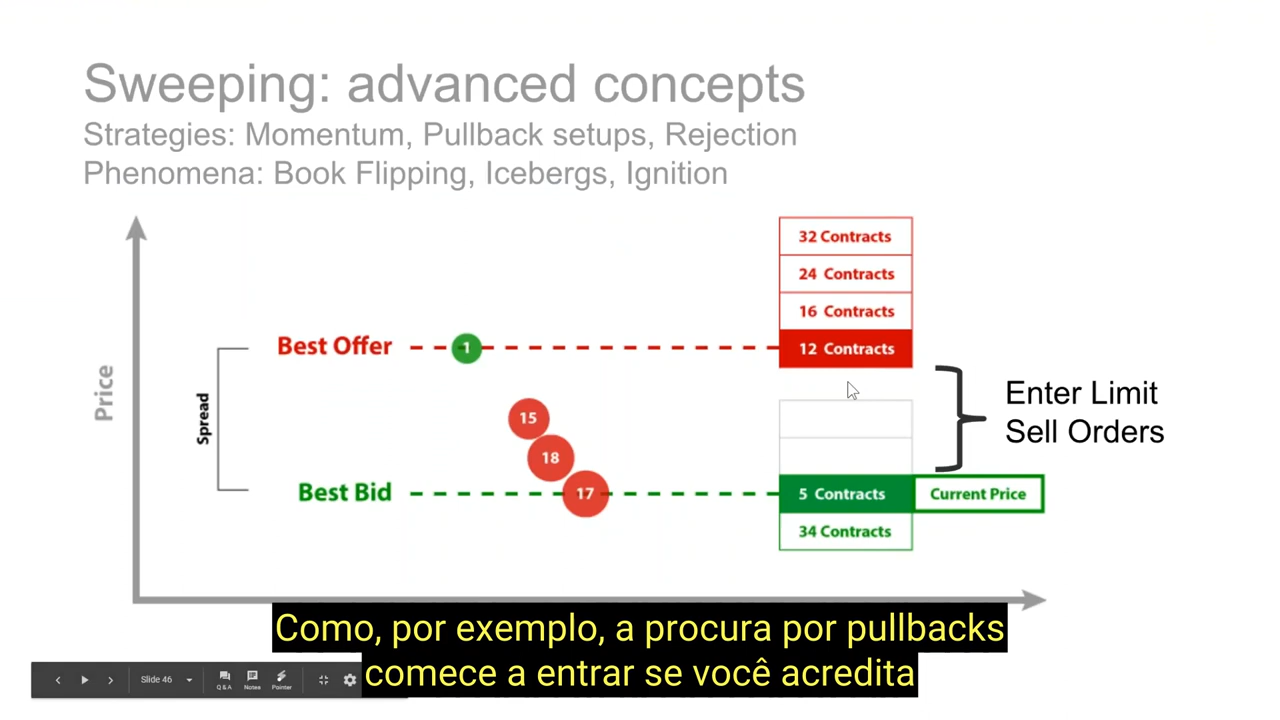 Sweeping: advanced concepts
Strategies: Momentum, Pullback setups, Rejection
Phenomena: Book Flipping, Icebergs, Ignition
32 Contracts
24 Contracts
16 Contracts
Best Offer
1
12 Contracts
Price
Spread
15
18
Enter Limit
Sell Orders
Best Bid
17
5 Contracts
Current Price
34 Contracts
Como, por exemplo, a procura por pullbacks
comece a entrar se você acredita
Slide 46
Q & A
Notes
Pointer